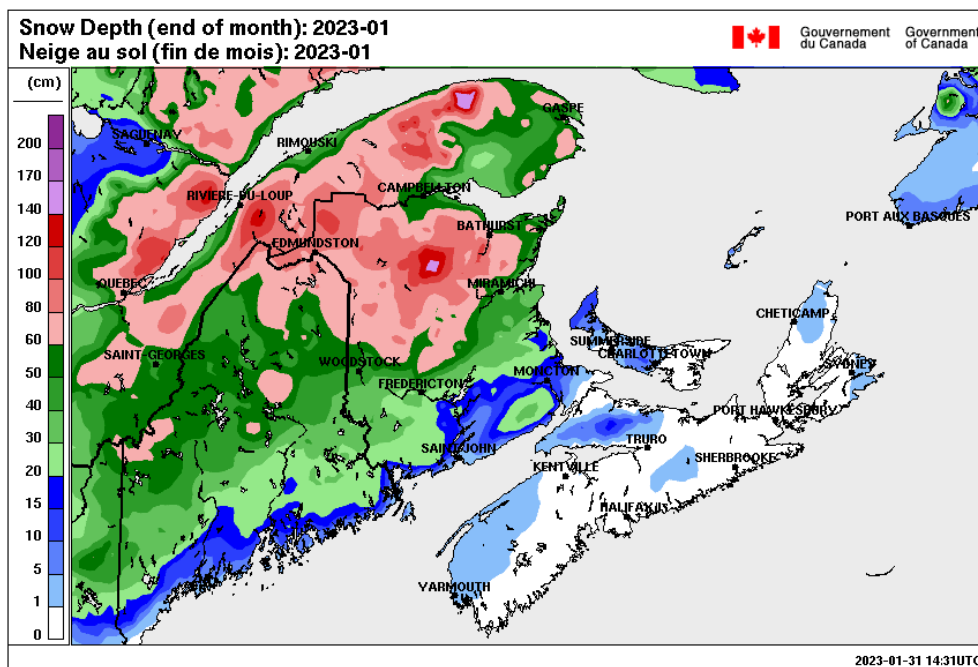 Snow Depth (end of month): 2023-01
Neige au sol (fin de mois): 2023-01
Gouvernement du Canada
Government of Canada
(cm)
200
170
140
120
100
80
60
50
40
30
20
15
10
5
1
0
SAGUENAY
RIMOUSKI
GASPE
RIVIERE-DU-LOUP
CAMPBELLTON
BATHURST
EDMUNDSTON
PORT AUX BASQUES
QUEBEC
MIRAMICHI
CHETICAMP
SUMMERSIDE
SAINT-GEORGES
CHARLOTTETOWN
WOODSTOCK
MONCTON
SYDNEY
FREDERICTON
PORT HAWKESBURY
SAINT JOHN
TRURO
SHERBROOKE
KENTVILLE
HALIFAX
YARMOUTH
2023-01-31 14:31UTC